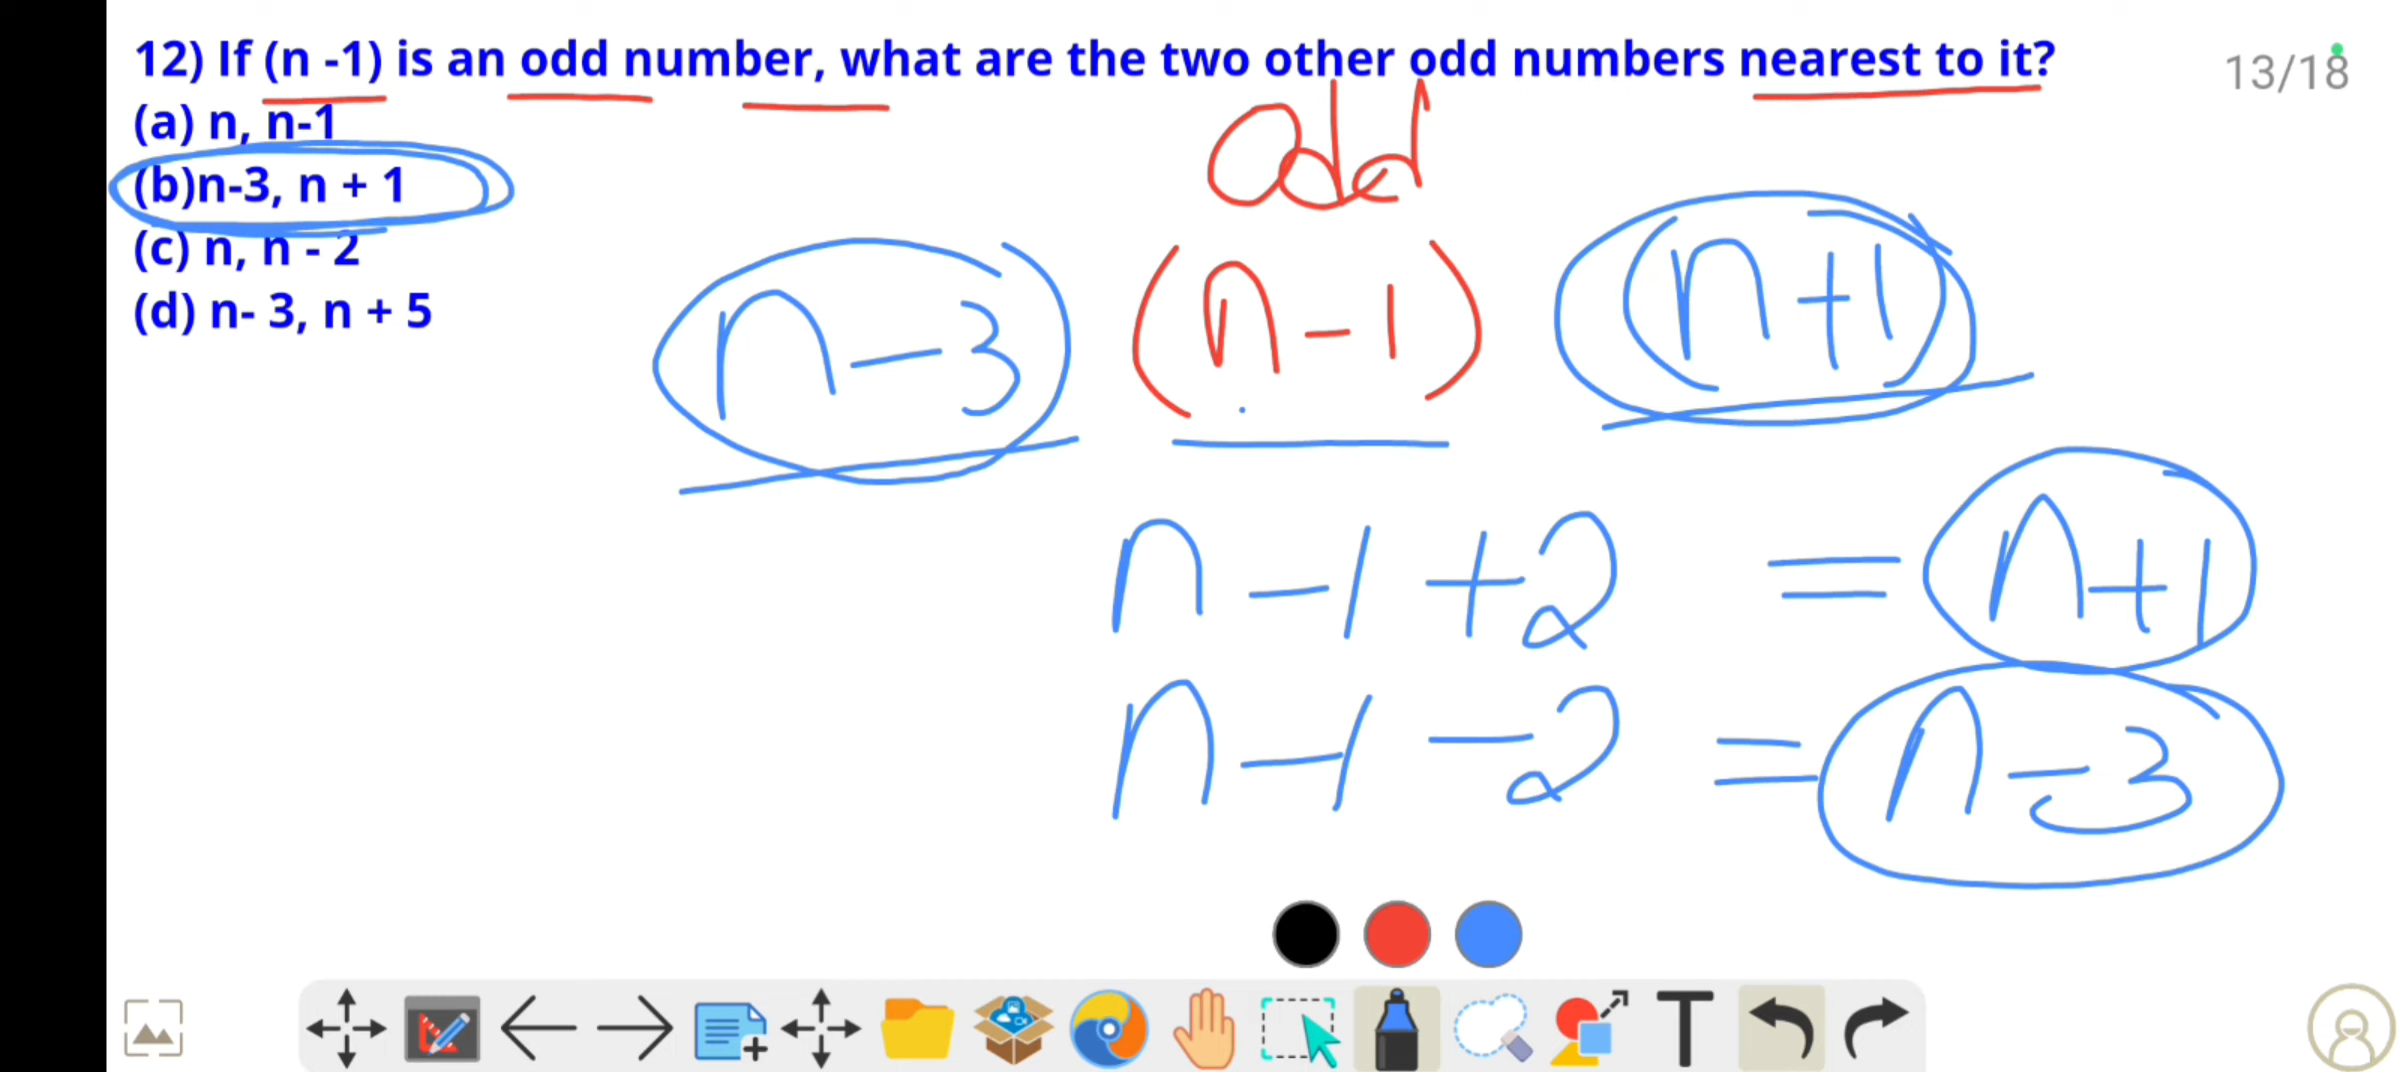 12) If (n -1) is an odd number, what are the two other odd numbers nearest to it?
13/18
(a) n, n-1
(b)n-3, n + 1
(c) n, n - 2
(d) n- 3, n + 5
odd
n-3 (n-1) (n+1)
n-1+2 = n+1
n-1-2 = n-3
T